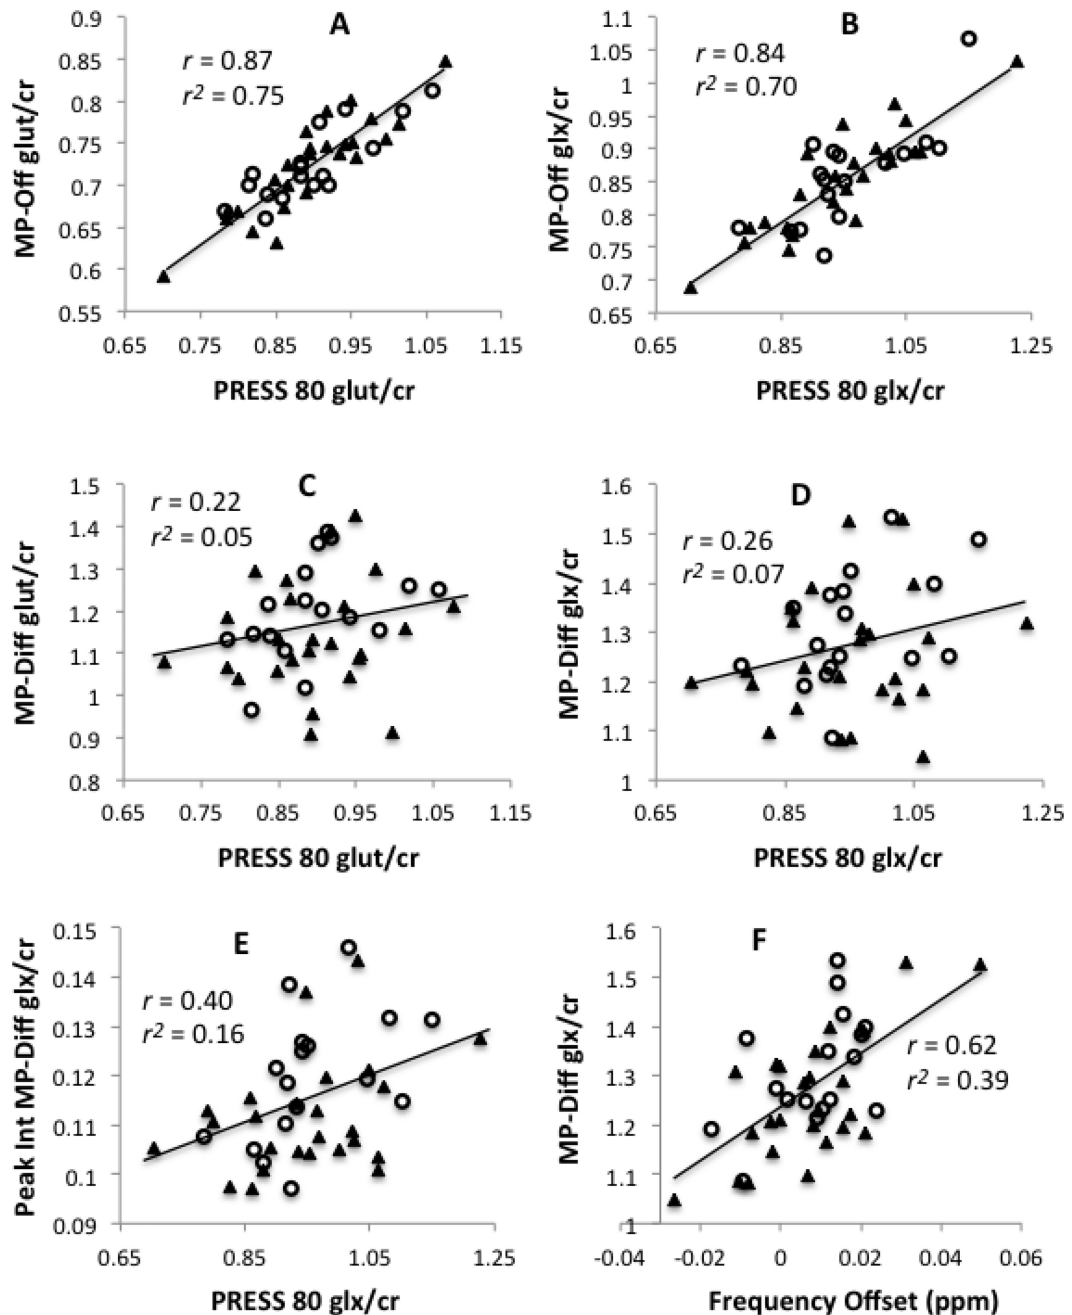 A
r = 0.87
r2 = 0.75
MP-Off glut/cr
0.9
0.85
0.8
0.75
0.7
0.65
0.6
0.55
0.65 0.75 0.85 0.95 1.05 1.15
PRESS 80 glut/cr
B
r = 0.84
r2 = 0.70
MP-Off glx/cr
1.1
1.05
1
0.95
0.9
0.85
0.8
0.75
0.7
0.65
0.65 0.85 1.05 1.25
PRESS 80 glx/cr
C
r = 0.22
r2 = 0.05
MP-Diff glut/cr
1.5
1.4
1.3
1.2
1.1
1
0.9
0.8
0.65 0.75 0.85 0.95 1.05 1.15
PRESS 80 glut/cr
D
r = 0.26
r2 = 0.07
MP-Diff glx/cr
1.6
1.5
1.4
1.3
1.2
1.1
1
0.65 0.85 1.05 1.25
PRESS 80 glx/cr
E
r = 0.40
r2 = 0.16
Peak Int MP-Diff glx/cr
0.15
0.14
0.13
0.12
0.11
0.1
0.09
0.65 0.85 1.05 1.25
PRESS 80 glx/cr
F
r = 0.62
r2 = 0.39
MP-Diff glx/cr
1.6
1.5
1.4
1.3
1.2
1.1
1
-0.04 -0.02 0 0.02 0.04 0.06
Frequency Offset (ppm)